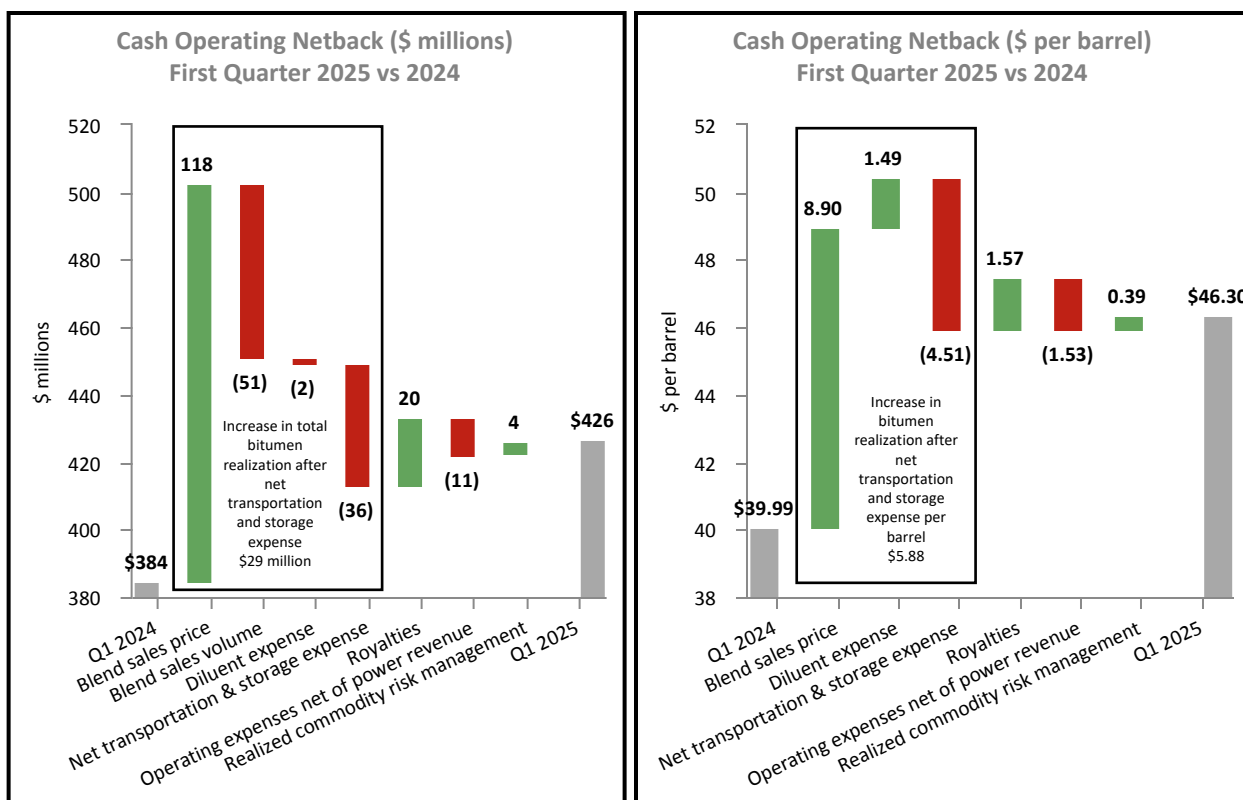 Cash Operating Netback ($ millions)
First Quarter 2025 vs 2024
520
500
480
460
440
420
400
380
$ millions
$384
118
(51)
(2)
(36)
20
(11)
4
$426
Increase in total
bitumen
realization after
net
transportation
and storage
expense
$29 million
Q1 2024
Blend sales price
Blend sales volume
Diluent expense
Net transportation & storage expense
Royalties
Operating expenses net of power revenue
Realized commodity risk management
Q1 2025
Cash Operating Netback ($ per barrel)
First Quarter 2025 vs 2024
52
50
48
46
44
42
40
38
$ per barrel
$39.99
8.90
1.49
(4.51)
1.57
(1.53)
0.39
$46.30
Increase in
bitumen
realization after
net
transportation
and storage
expense per
barrel
$5.88
Q1 2024
Blend sales price
Diluent expense
Net transportation & storage expense
Royalties
Operating expenses net of power revenue
Realized commodity risk management
Q1 2025